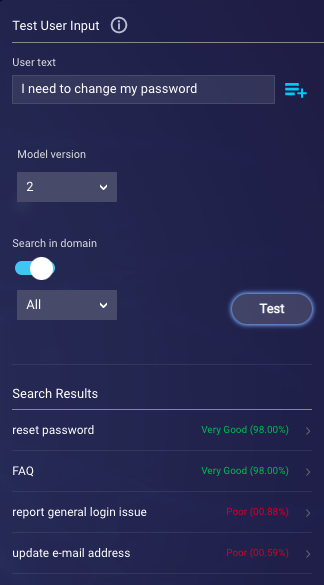 Test User Input
User text
I need to change my password
Model version
2
Search in domain
All
Test
Search Results
reset password Very Good (98.00%)
FAQ Very Good (98.00%)
report general login issue Poor (00.88%)
update e-mail address Poor (00.59%)